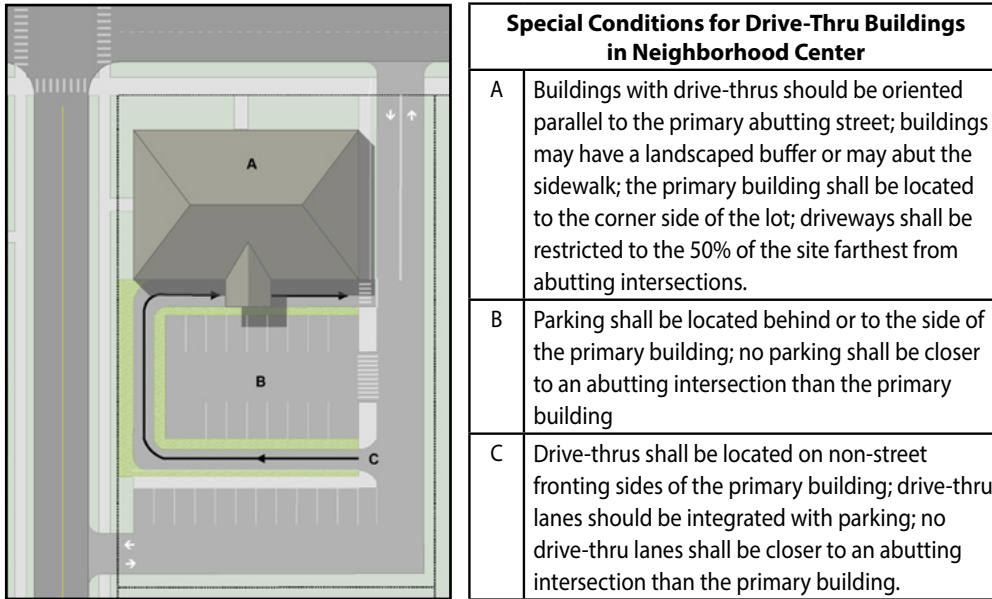 A
B
C
Special Conditions for Drive-Thru Buildings
in Neighborhood Center
A
Buildings with drive-thrus should be oriented
parallel to the primary abutting street; buildings
may have a landscaped buffer or may abut the
sidewalk; the primary building shall be located
to the corner side of the lot; driveways shall be
restricted to the 50% of the site farthest from
abutting intersections.
B
Parking shall be located behind or to the side of
the primary building; no parking shall be closer
to an abutting intersection than the primary
building
C
Drive-thrus shall be located on non-street
fronting sides of the primary building; drive-thru
lanes should be integrated with parking; no
drive-thru lanes shall be closer to an abutting
intersection than the primary building.